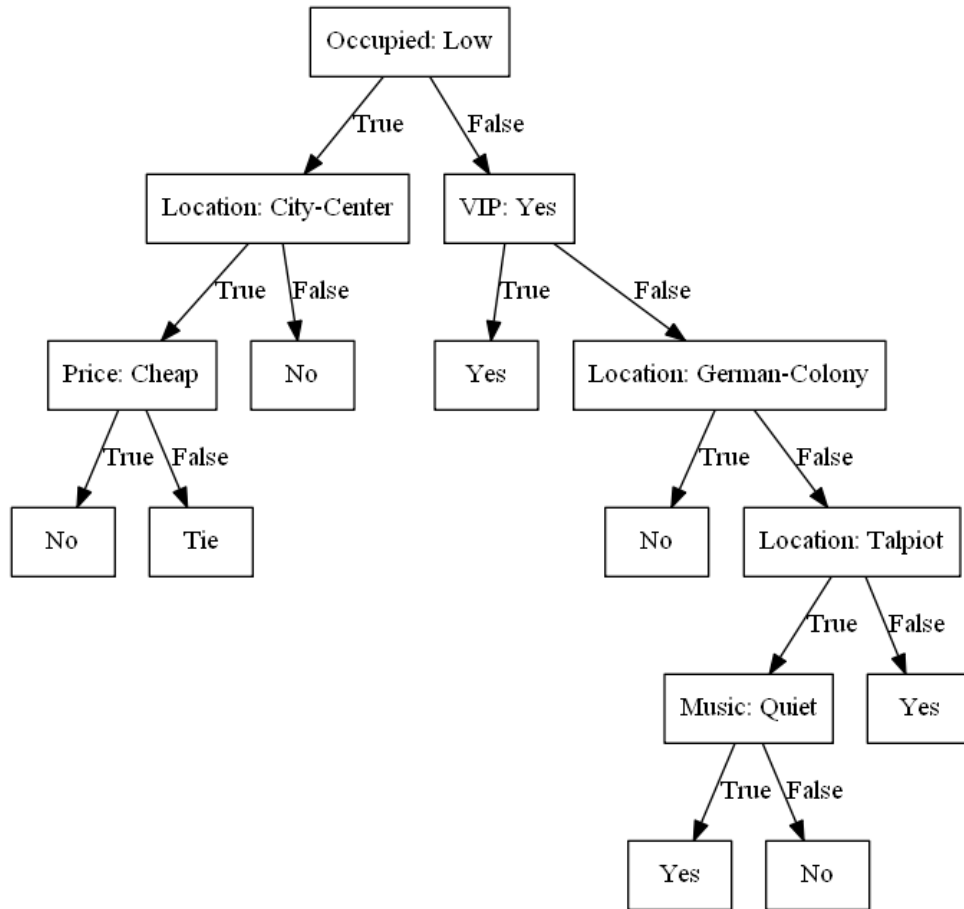 Occupied: Low
True
False
Location: City-Center
VIP: Yes
True
False
True
False
Price: Cheap
No
Yes
Location: German-Colony
True
False
True
False
No
Tie
No
Location: Talpiot
True
False
Music: Quiet
Yes
True
False
Yes
No